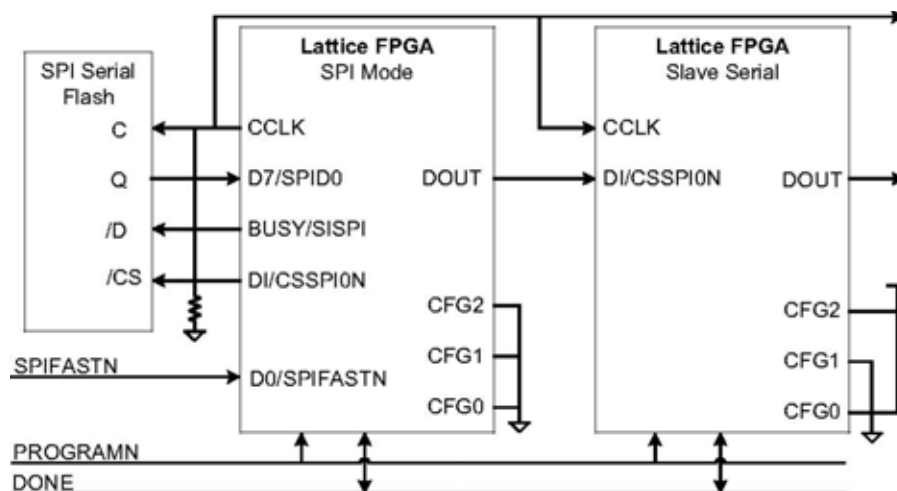 SPI Serial
Flash
C
Q
/D
/CS
Lattice FPGA
SPI Mode
CCLK
D7/SPID0
BUSY/SISPI
DI/CSSPI0N
D0/SPIFASTN
DOUT
CFG2
CFG1
CFG0
Lattice FPGA
Slave Serial
CCLK
DI/CSSPI0N
DOUT
CFG2
CFG1
CFG0
SPIFASTN
PROGRAMN
DONE